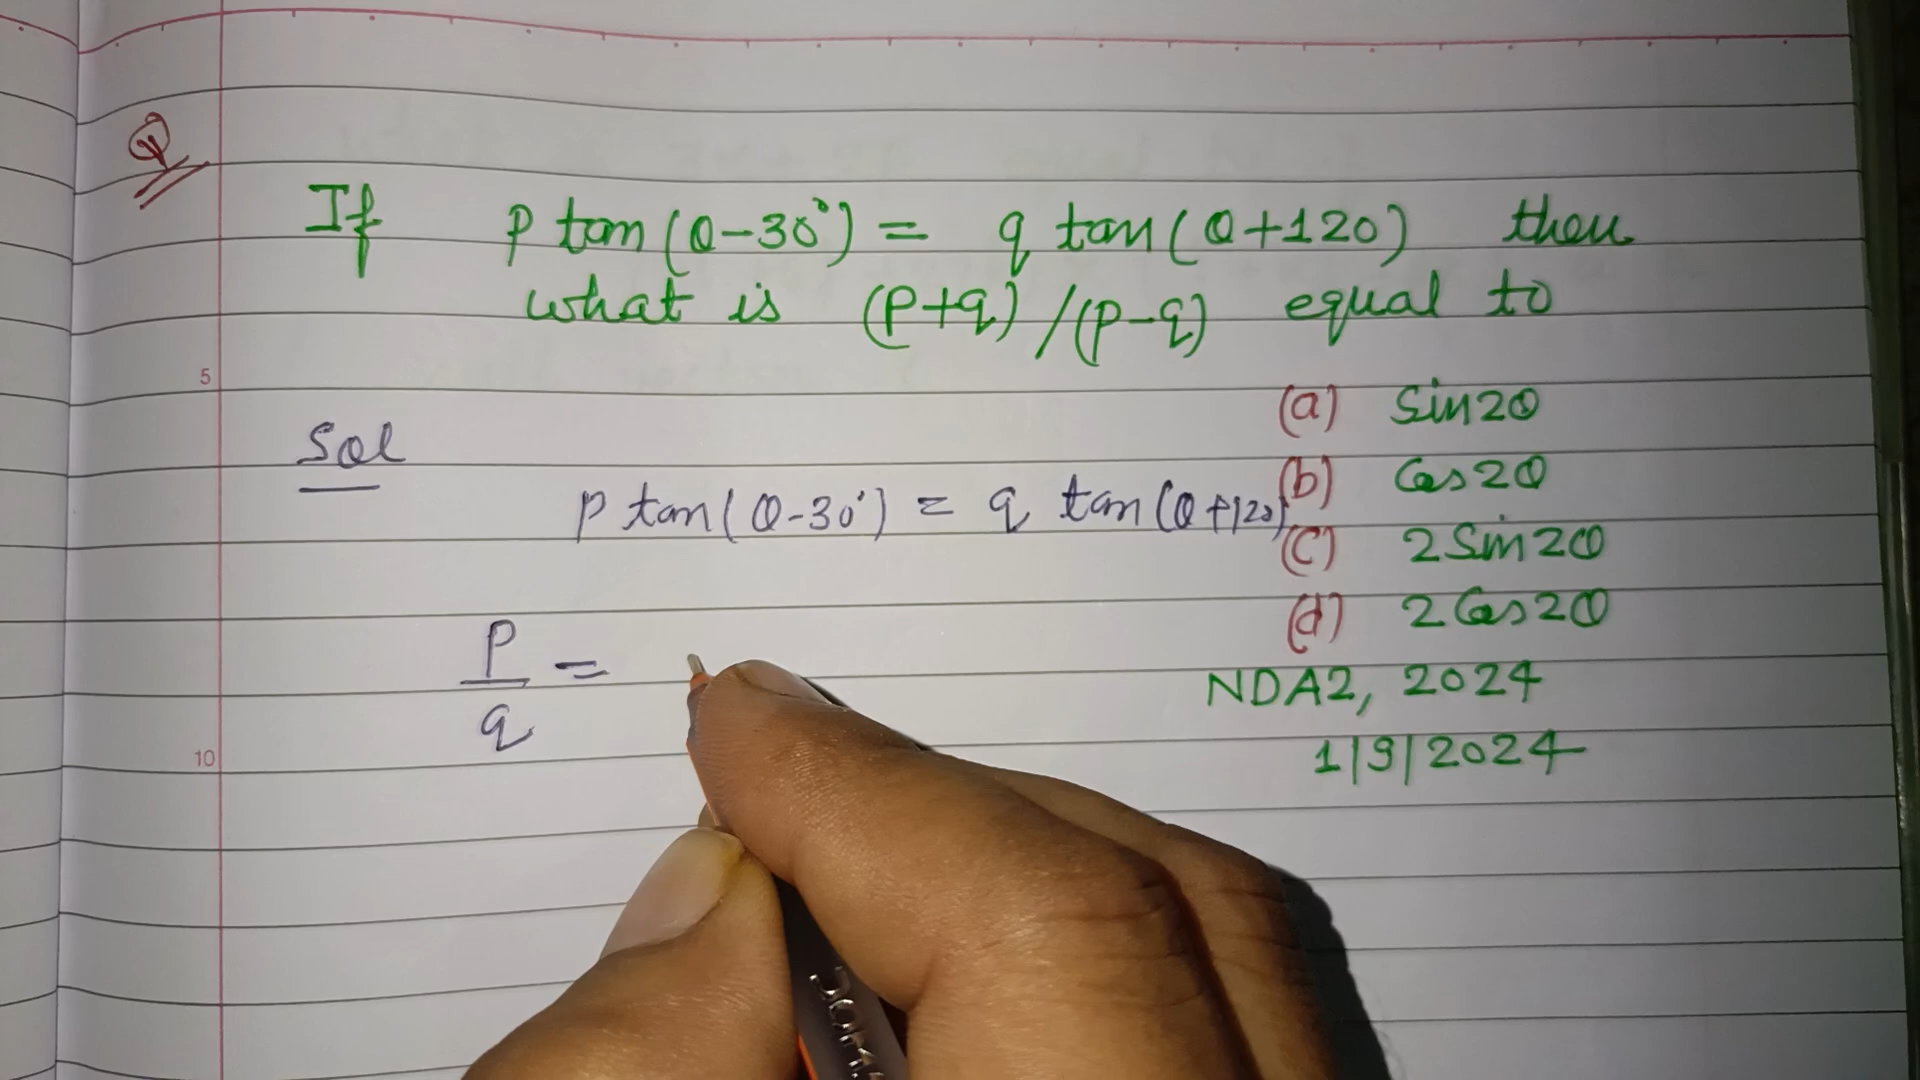 Q
If p tan(θ-30°) = q tan(θ+120) then
what is (p+q)/(p-q) equal to
5
(a) Sin2θ
Sol
(b) Cos2θ
p tan(θ-30°) = q tan(θ+120)
(c) 2Sin2θ
(d) 2Cos2θ
p/q =
NDA2, 2024
10
1|9|2024